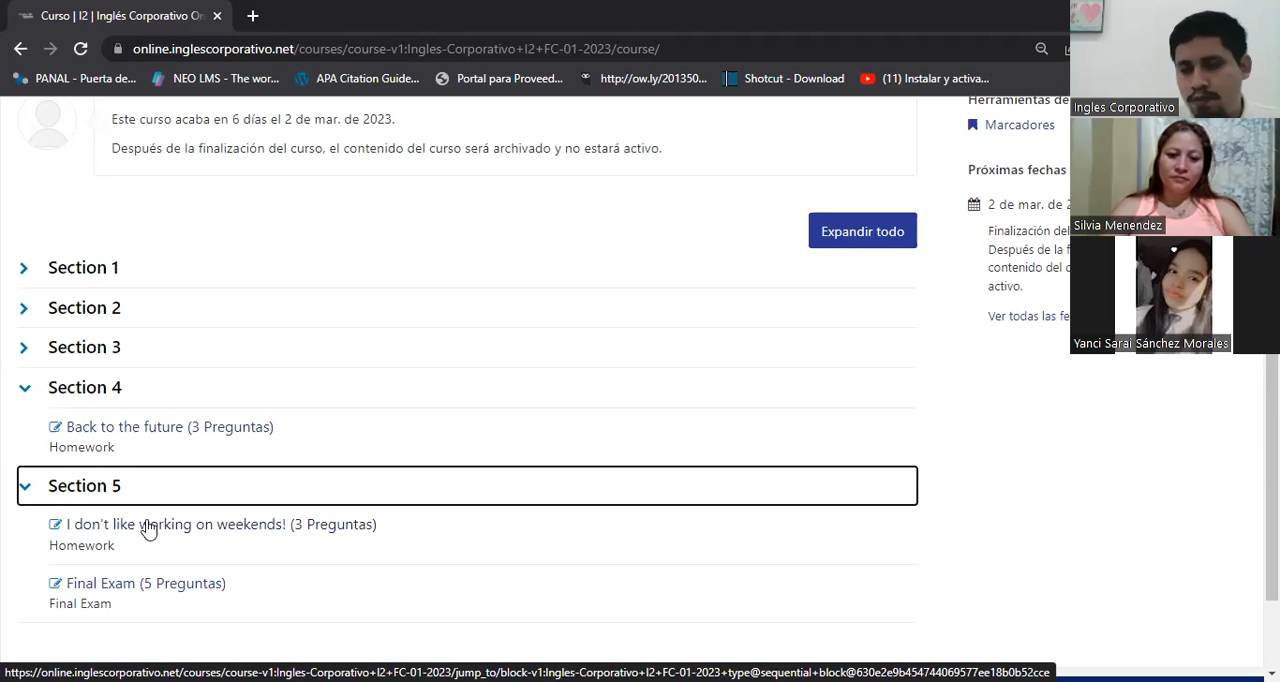 Curso | I2 | Inglés Corporativo On
online.inglescorporativo.net/courses/course-v1:Ingles-Corporativo+I2+FC-01-2023/course/
PANAL - Puerta de...
NEO LMS - The wor...
APA Citation Guide...
Portal para Proveed...
http://ow.ly/201350...
Shotcut - Download
(11) Instalar y activa...
Este curso acaba en 6 días el 2 de mar. de 2023.
Después de la finalización del curso, el contenido del curso será archivado y no estará activo.
Expandir todo
Section 1
Section 2
Section 3
Section 4
Back to the future (3 Preguntas)
Homework
Section 5
I don't like working on weekends! (3 Preguntas)
Homework
Final Exam (5 Preguntas)
Final Exam
Herramientas de
Marcadores
Próximas fechas
2 de mar. de 2
Finalización del
Después de la f
contenido del c
activo.
Ver todas las fe
Ingles Corporativo
Silvia Menendez
Yanci Sarai Sánchez Morales
https://online.inglescorporativo.net/courses/course-v1:Ingles-Corporativo+I2+FC-01-2023/jump_to/block-v1:Ingles-Corporativo+I2+FC-01-2023+type@sequential+block@630e2e9b454744069577ee18b0b52cce